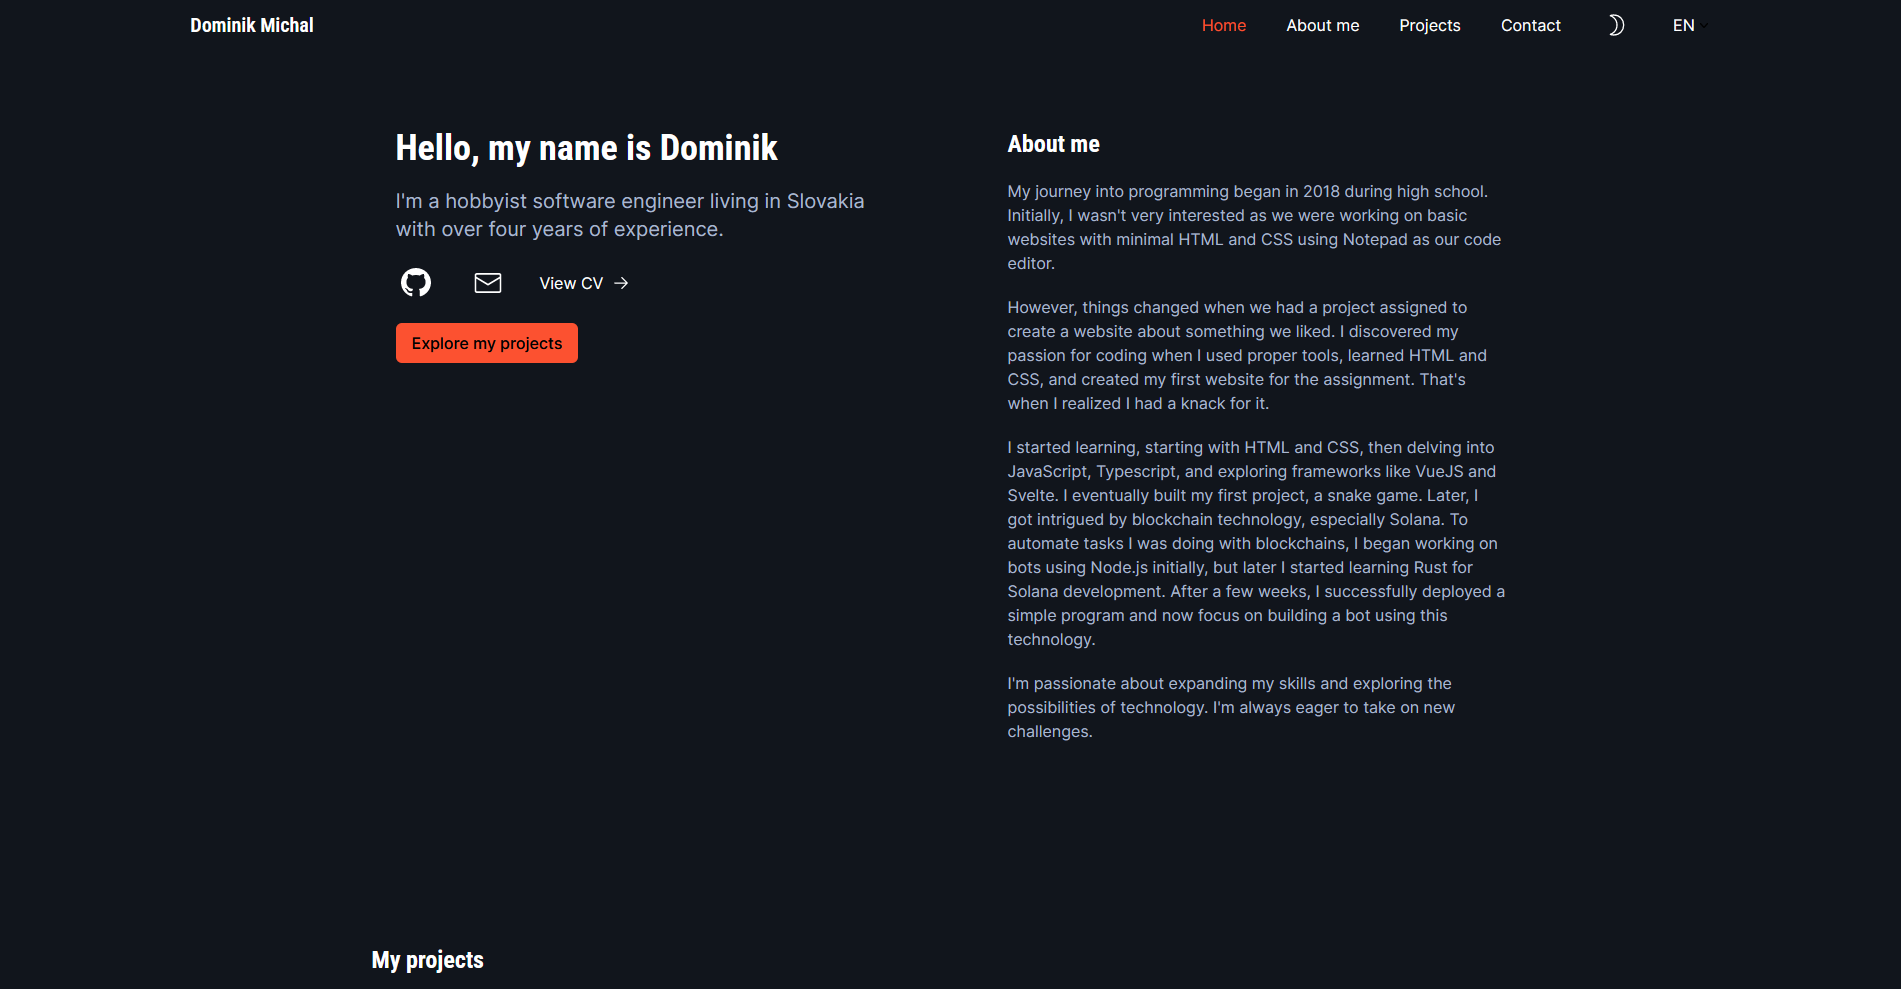 Dominik Michal
Home
About me
Projects
Contact
EN
Hello, my name is Dominik
I'm a hobbyist software engineer living in Slovakia
with over four years of experience.
View CV →
Explore my projects
About me
My journey into programming began in 2018 during high school.
Initially, I wasn't very interested as we were working on basic
websites with minimal HTML and CSS using Notepad as our code
editor.
However, things changed when we had a project assigned to
create a website about something we liked. I discovered my
passion for coding when I used proper tools, learned HTML and
CSS, and created my first website for the assignment. That's
when I realized I had a knack for it.
I started learning, starting with HTML and CSS, then delving into
JavaScript, Typescript, and exploring frameworks like VueJS and
Svelte. I eventually built my first project, a snake game. Later, I
got intrigued by blockchain technology, especially Solana. To
automate tasks I was doing with blockchains, I began working on
bots using Node.js initially, but later I started learning Rust for
Solana development. After a few weeks, I successfully deployed a
simple program and now focus on building a bot using this
technology.
I'm passionate about expanding my skills and exploring the
possibilities of technology. I'm always eager to take on new
challenges.
My projects